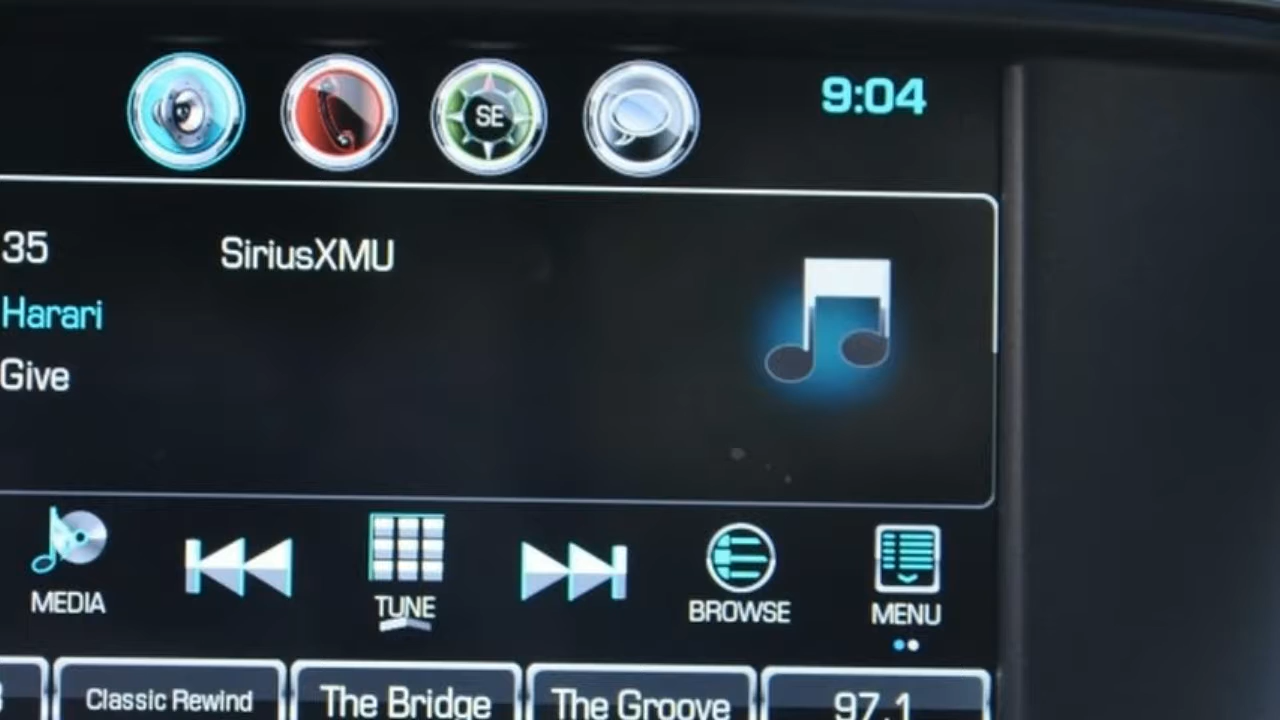 SE
9:04
35 SiriusXMU
Harari
Give
MEDIA TUNE BROWSE MENU
Classic Rewind The Bridge The Groove 97.1